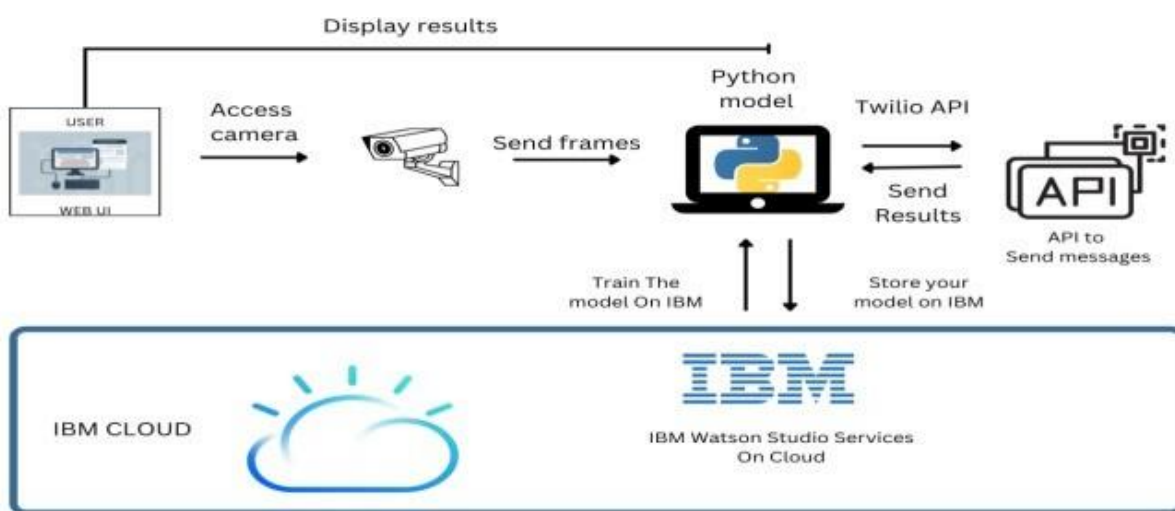 Display results
USER
WEB UI
Access
camera
Send frames
Python
model
Twilio API
Send
Results
API
API to
Send messages
Train The
model On IBM
Store your
model on IBM
IBM CLOUD
IBM
IBM Watson Studio Services
On Cloud